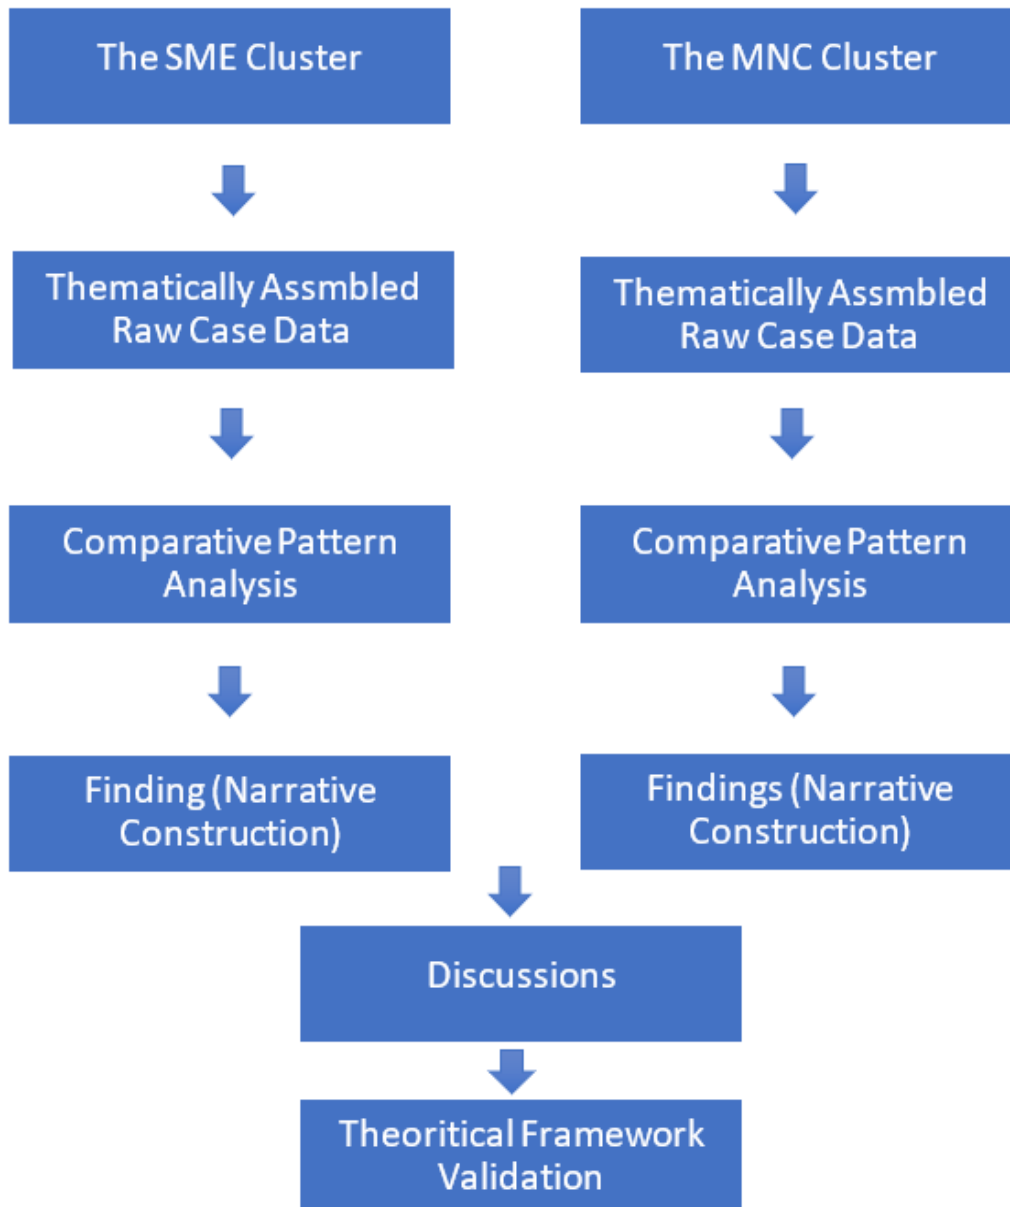 The SME Cluster
The MNC Cluster
Thematically Assmbled
Raw Case Data
Thematically Assmbled
Raw Case Data
Comparative Pattern
Analysis
Comparative Pattern
Analysis
Finding (Narrative
Construction)
Findings (Narrative
Construction)
Discussions
Theoritical Framework
Validation